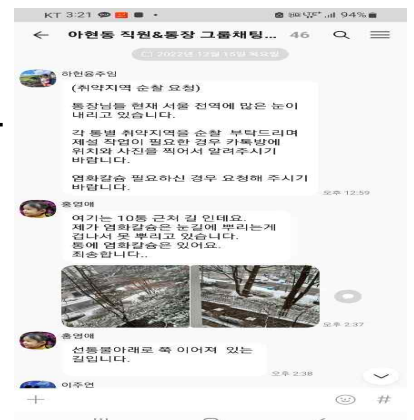 KT 3:21
94%
아현동 직원&통장 그룹채팅... 46
2022년 12월 15일 목요일
하헌용주임
(취약지역 순찰 요청)
통장님들 현재 서울 전역에 많은 눈이
내리고 있습니다.
각 통별 취약지역을 순찰 부탁드리며
제설 작업이 필요한 경우 카톡방에
위치와 사진을 찍어서 알려주시기
바랍니다.
염화칼슘 필요하신 경우 요청해 주시기
바랍니다.
오후 12:59
홍영애
여기는 10통 근처 길 인데요.
제가 염화칼슘은 눈길에 뿌리는게
겁나서 못 뿌리고 있습니다.
통에 염화칼슘은 있어요.
죄송합니다..
오후 2:37
홍영애
선통물아래로 쭉 이어져 있는
길입니다.
오후 2:38
이주연
#